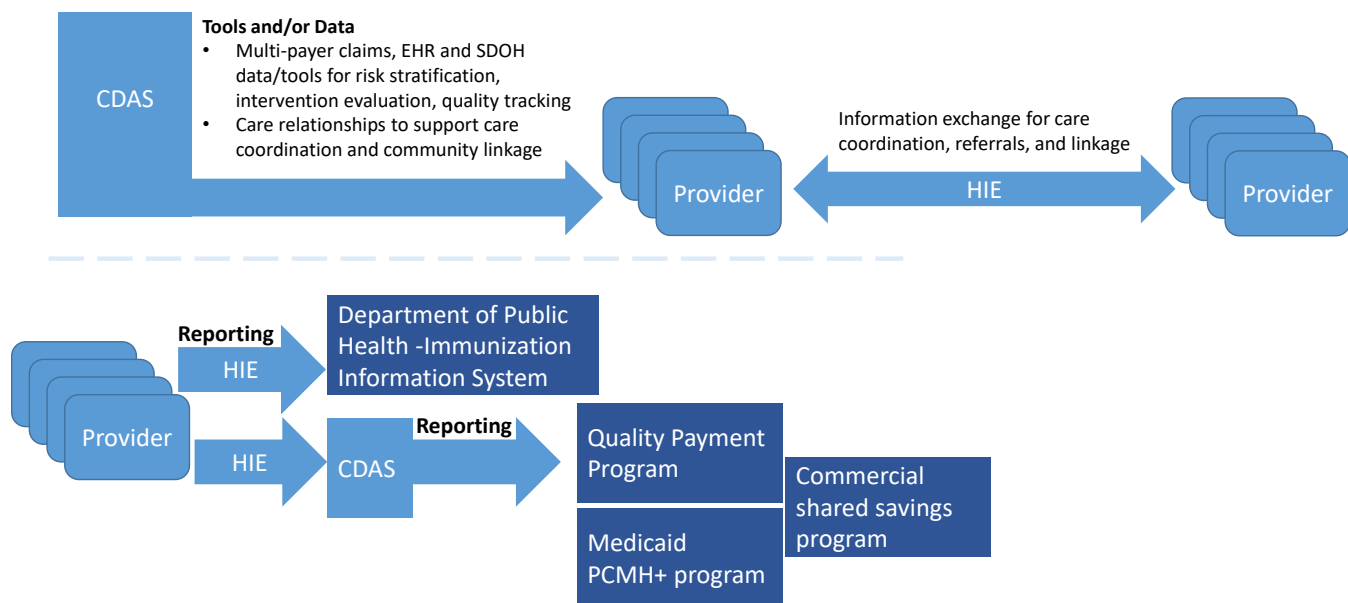 Tools and/or Data
• Multi-payer claims, EHR and SDOH
data/tools for risk stratification,
intervention evaluation, quality tracking
• Care relationships to support care
coordination and community linkage
CDAS
Provider
Information exchange for care
coordination, referrals, and linkage
HIE
Provider
Reporting
HIE
Department of Public
Health -Immunization
Information System
Provider
HIE
CDAS
Reporting
Quality Payment
Program
Commercial
shared savings
program
Medicaid
PCMH+ program